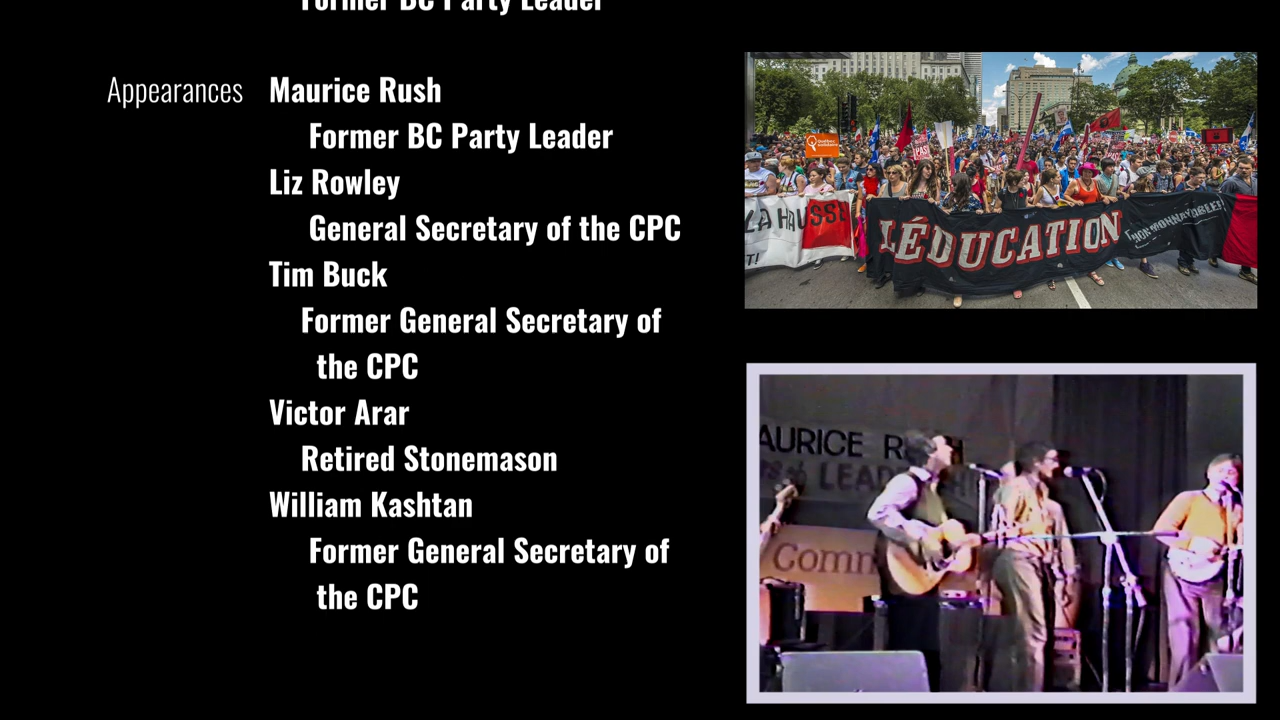 Former BC Party Leader
Appearances Maurice Rush
Former BC Party Leader
Liz Rowley
General Secretary of the CPC
Tim Buck
Former General Secretary of
the CPC
Victor Arar
Retired Stonemason
William Kashtan
Former General Secretary of
the CPC
Québec
solidaire
LA HAUSSE
T!
L'ÉDUCATION
AURICE R
LEAD
Comm